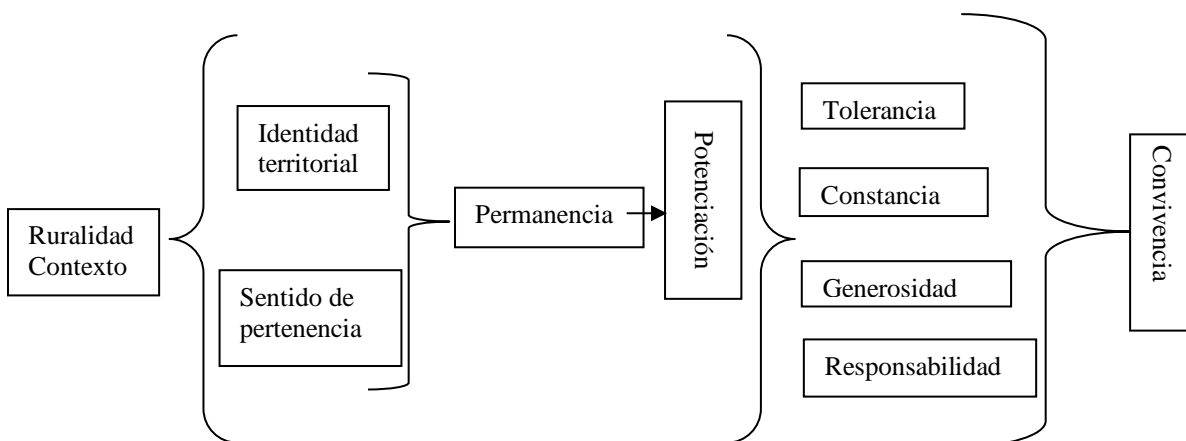 Ruralidad
Contexto
Identidad
territorial
Sentido de
pertenencia
Permanencia
Potenciación
Tolerancia
Constancia
Generosidad
Responsabilidad
Convivencia